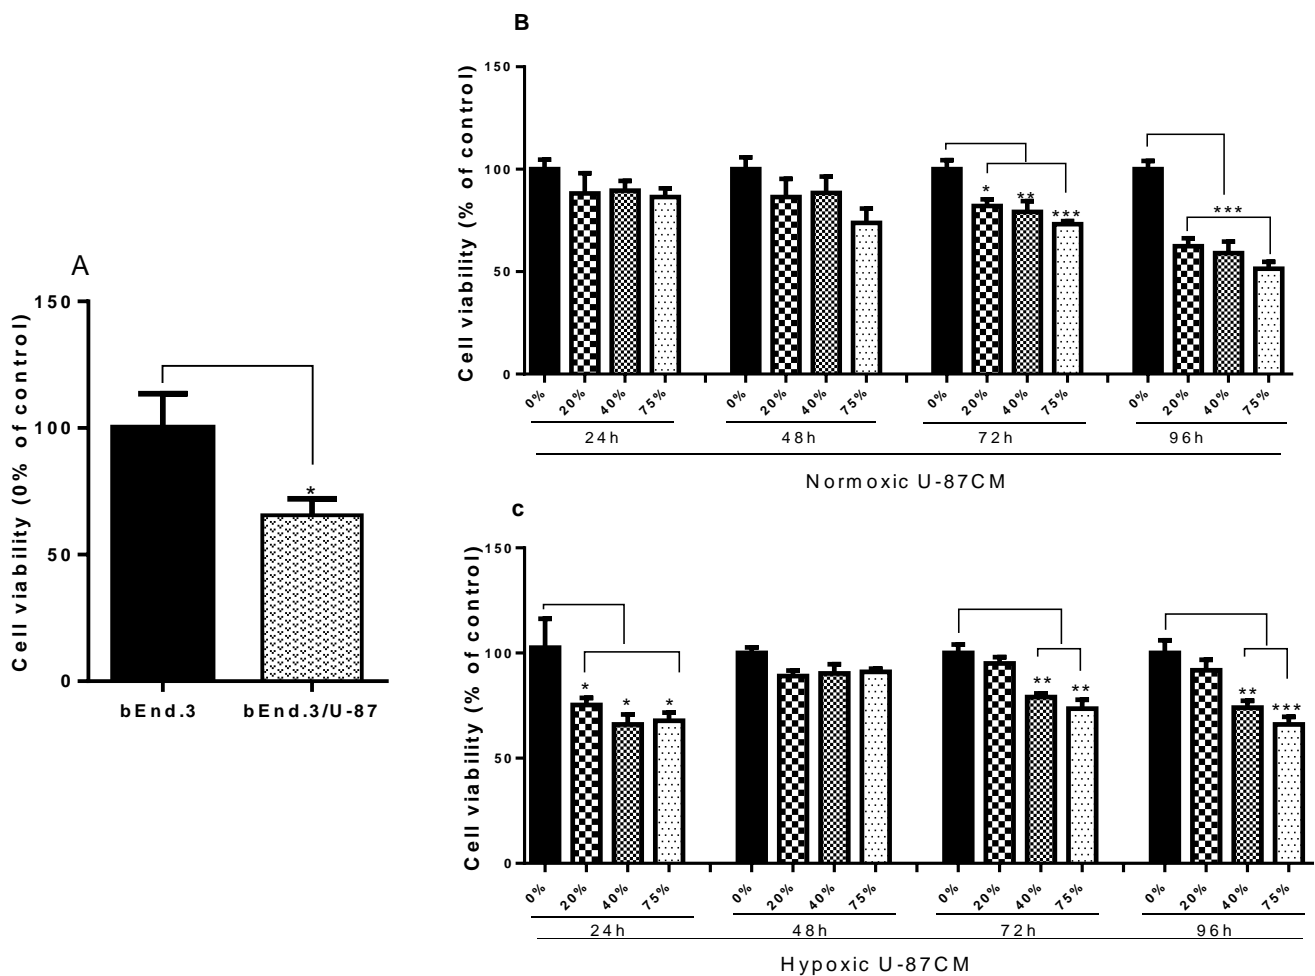 A
Cell viability (0% of control)
150
100
50
0
*
bEnd.3 bEnd.3/U-87
B
Cell viability (% of control)
150
100
50
0
* ** ***
***
0% 20% 40% 75% 0% 20% 40% 75% 0% 20% 40% 75% 0% 20% 40% 75%
24h 48h 72h 96h
Normoxic U-87CM
c
Cell viability (% of control)
150
100
50
0
* * * ** ** ** ***
0% 20% 40% 75% 0% 20% 40% 75% 0% 20% 40% 75% 0% 20% 40% 75%
24h 48h 72h 96h
Hypoxic U-87CM